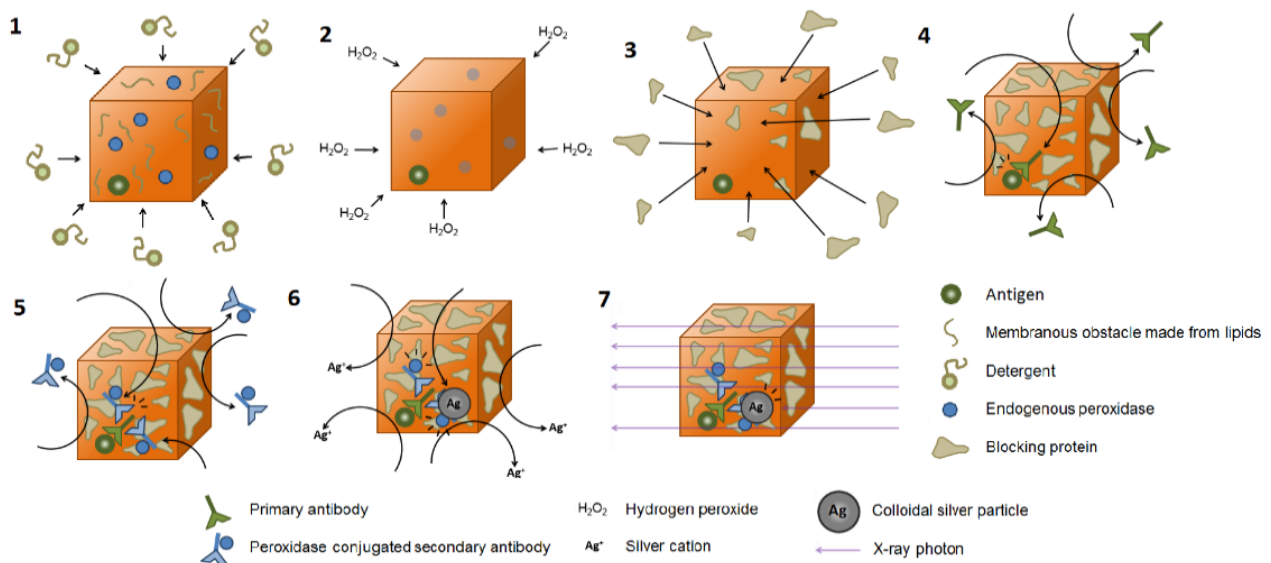 1
2
3
4
H₂O₂
H₂O₂
H₂O₂
H₂O₂
H₂O₂
H₂O₂
5
6
7
Ag⁺
Ag
Ag⁺
Ag⁺
Ag⁺
Ag
Antigen
Membranous obstacle made from lipids
Detergent
Endogenous peroxidase
Blocking protein
Primary antibody
Peroxidase conjugated secondary antibody
H₂O₂ Hydrogen peroxide
Ag⁺ Silver cation
Ag Colloidal silver particle
X-ray photon